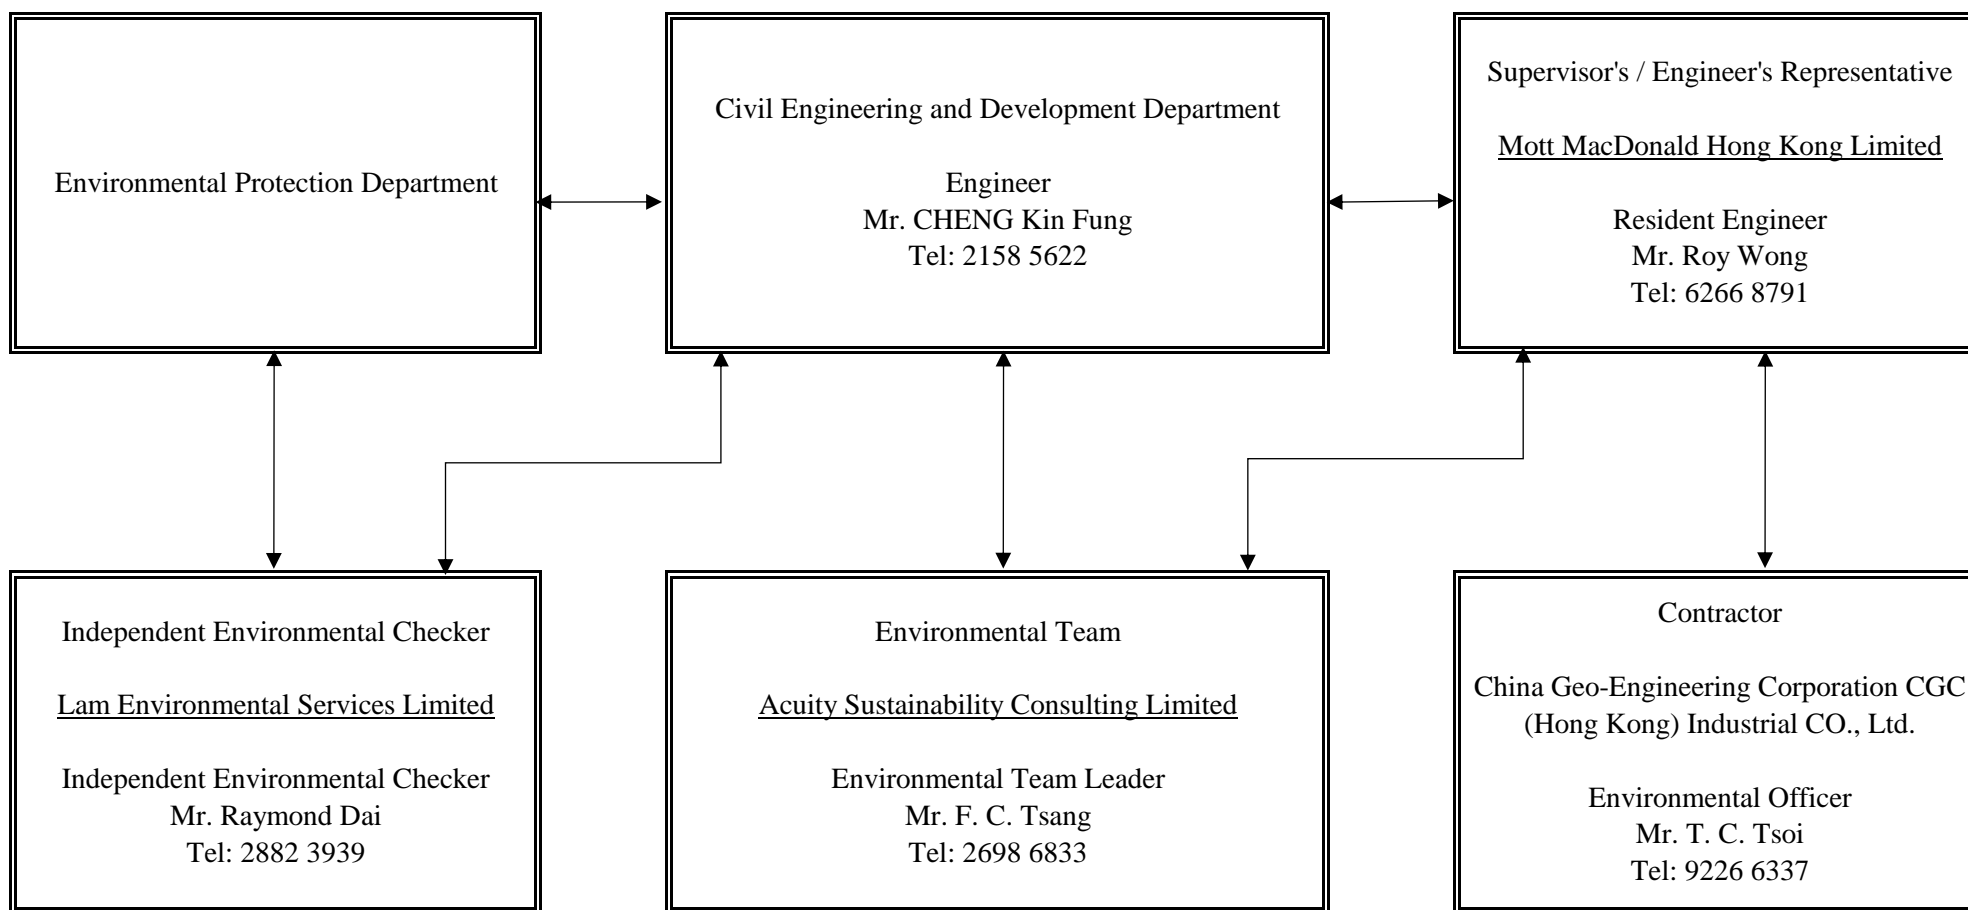 Environmental Protection Department
Civil Engineering and Development Department
Engineer
Mr. CHENG Kin Fung
Tel: 2158 5622
Supervisor's / Engineer's Representative
Mott MacDonald Hong Kong Limited
Resident Engineer
Mr. Roy Wong
Tel: 6266 8791
Independent Environmental Checker
Lam Environmental Services Limited
Independent Environmental Checker
Mr. Raymond Dai
Tel: 2882 3939
Environmental Team
Acuity Sustainability Consulting Limited
Environmental Team Leader
Mr. F. C. Tsang
Tel: 2698 6833
Contractor
China Geo-Engineering Corporation CGC
(Hong Kong) Industrial CO., Ltd.
Environmental Officer
Mr. T. C. Tsoi
Tel: 9226 6337